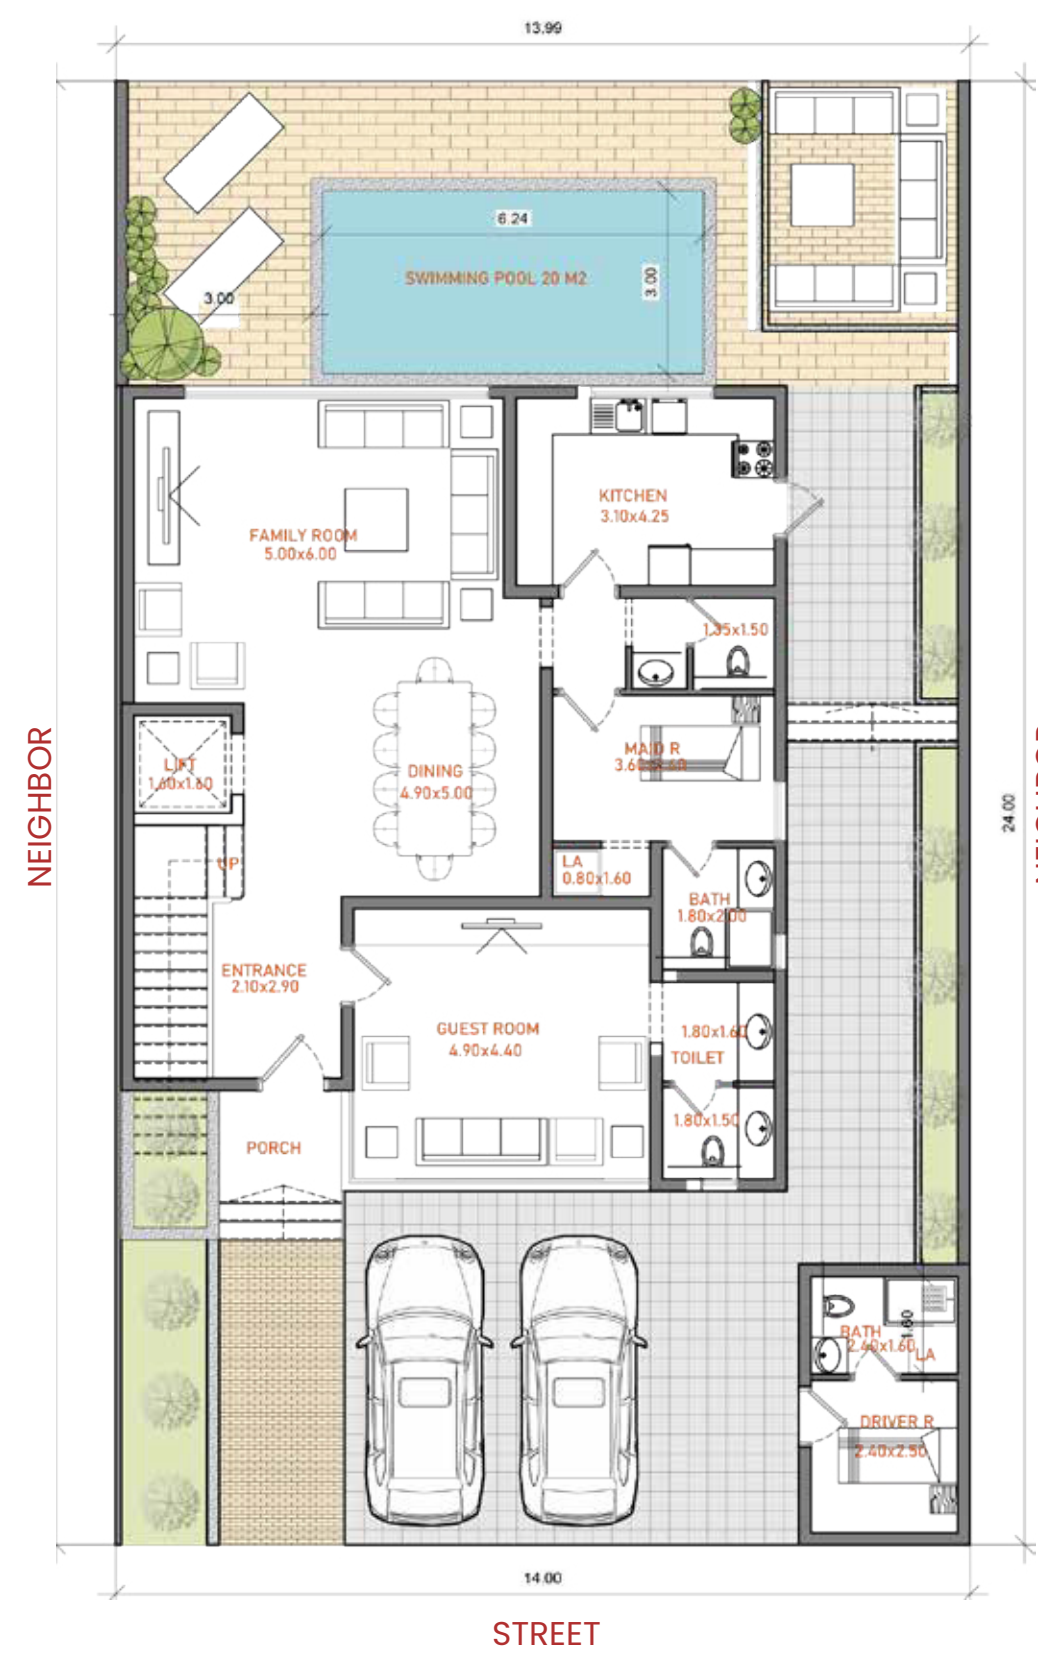 13.99
6.24
SWIMMING POOL 20 M2
3.00
3.00
KITCHEN
3.10x4.25
FAMILY ROOM
5.00x6.00
1.35x1.50
NEIGHBOR
LIFT
1.60x1.60
DINING
4.90x5.00
MAID R
24.00
UP
LA
0.80x1.60
BATH
1.80x2.00
ENTRANCE
2.10x2.90
GUEST ROOM
4.90x4.40
1.80x1.60
TOILET
1.80x1.50
PORCH
1.60
BATH
2.40x1.60
LA
DRIVER R
2.40x2.50
14.00
STREET